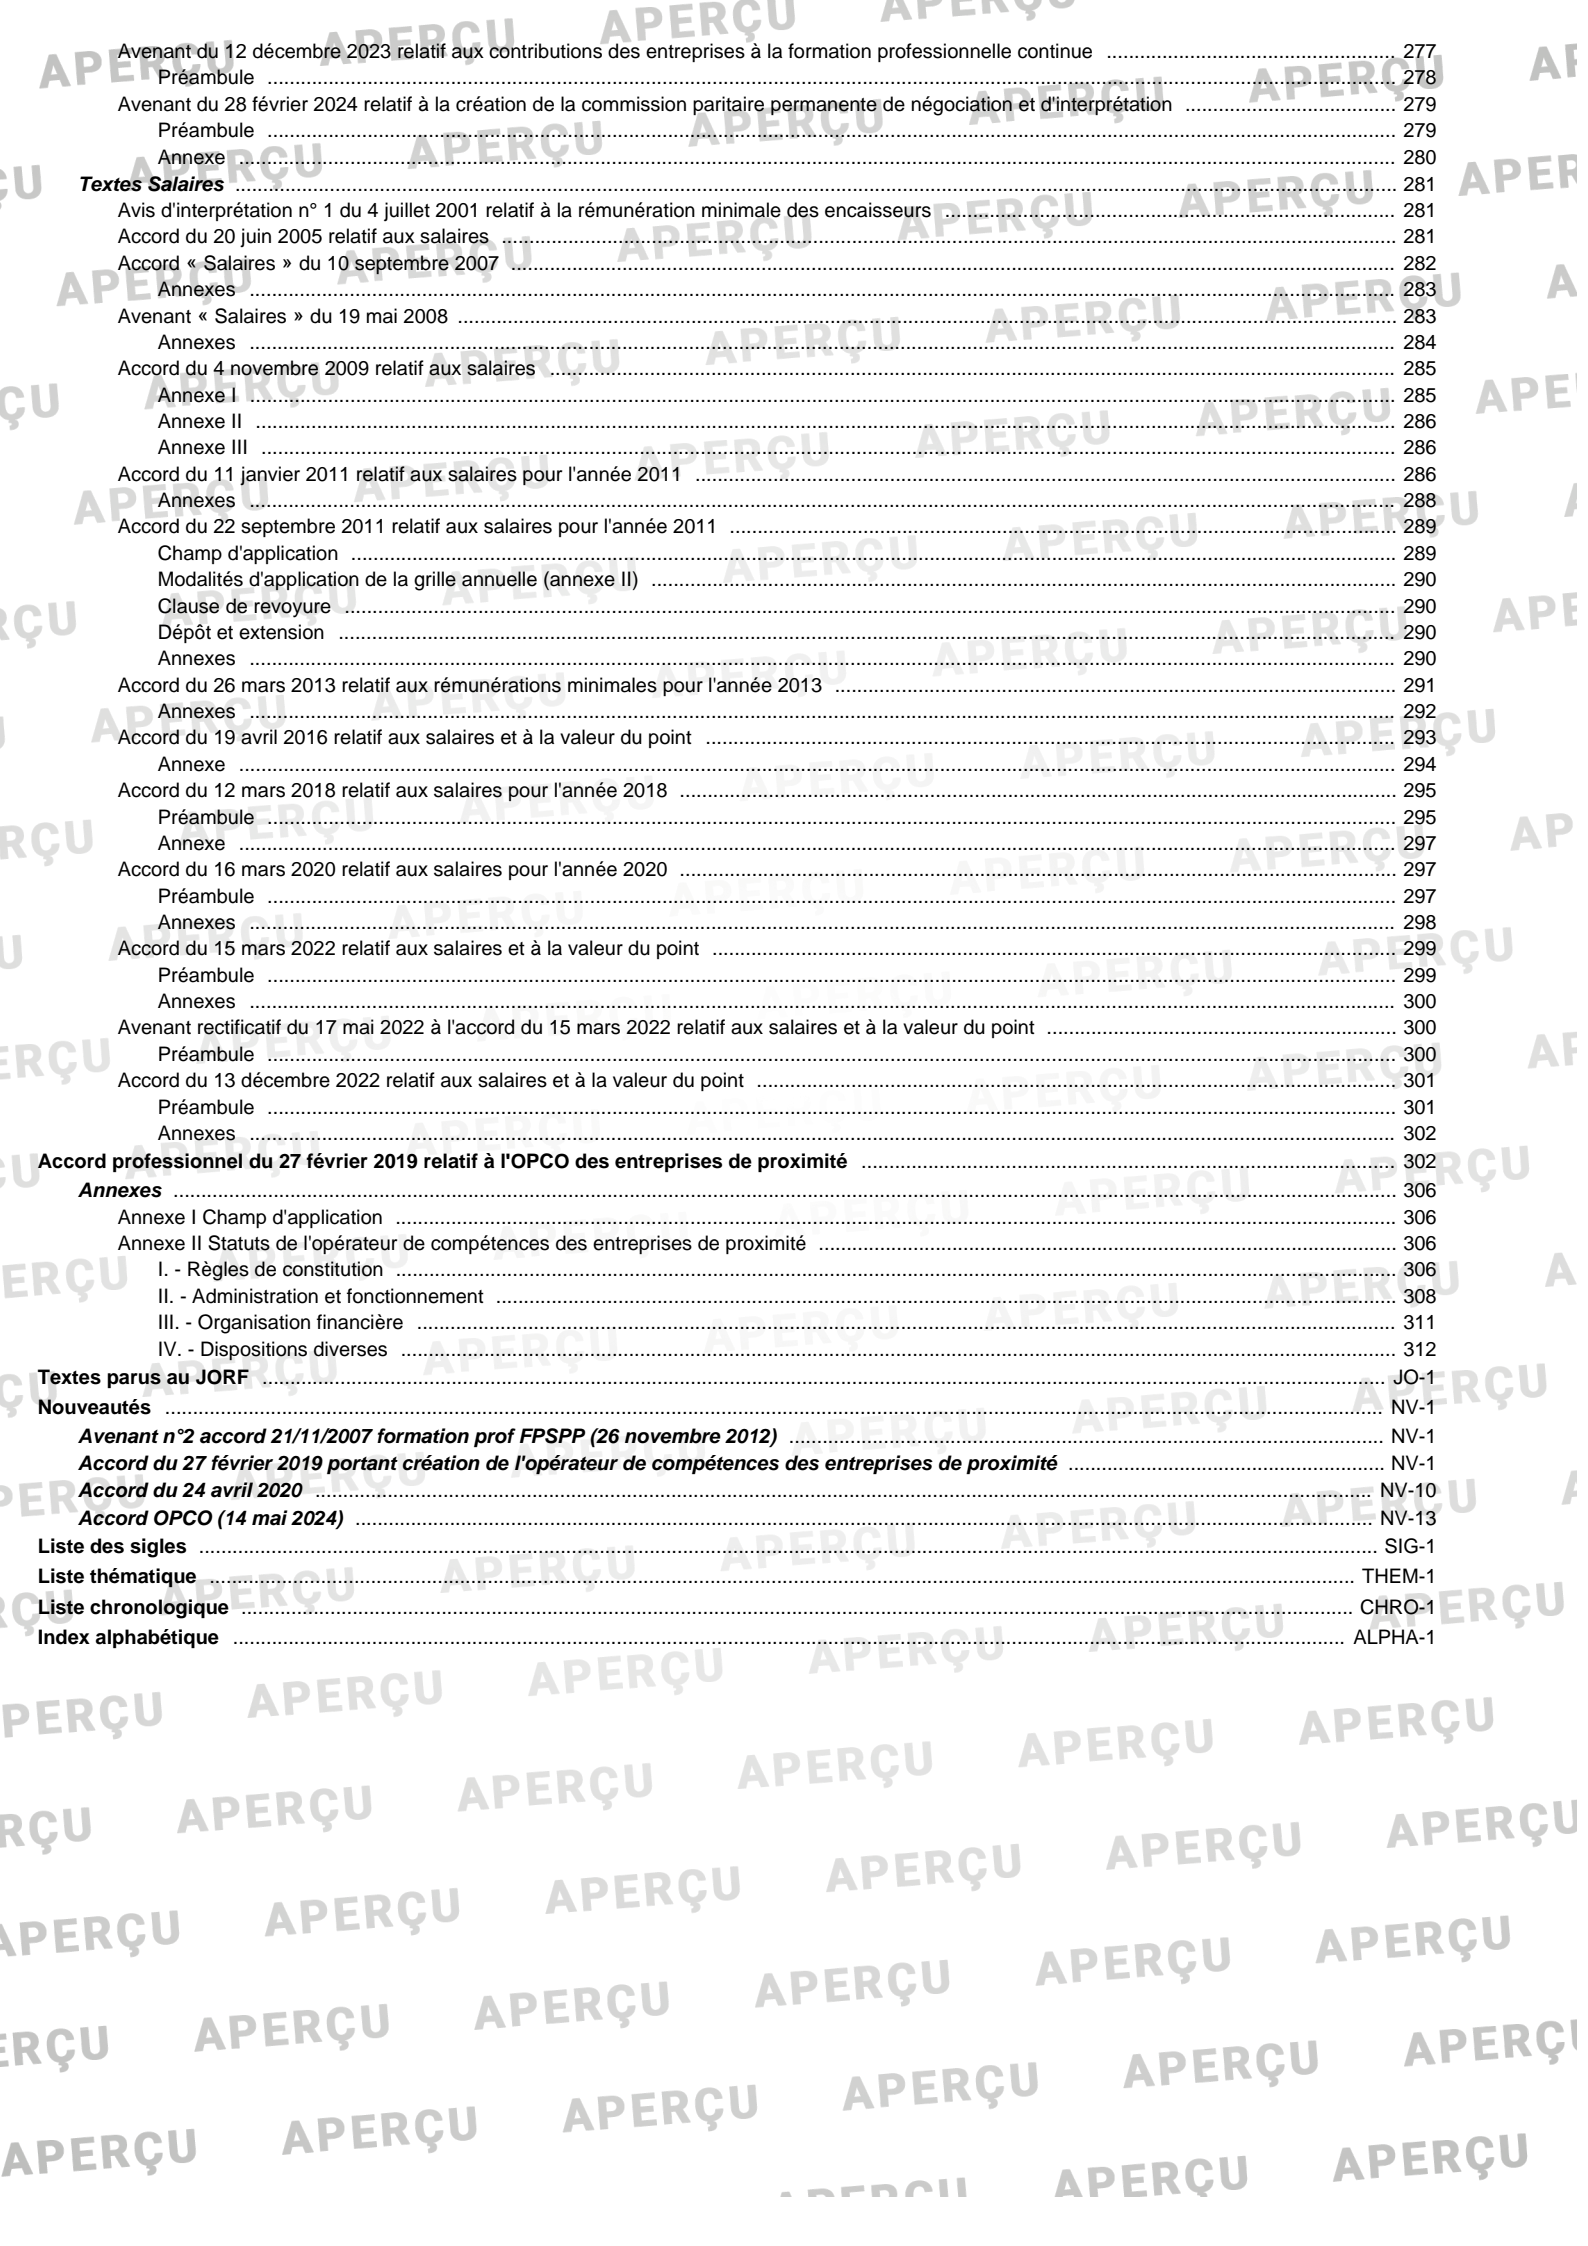 Avenant du 12 décembre 2023 relatif aux contributions des entreprises à la formation professionnelle continue ... 277
Préambule ... 278
Avenant du 28 février 2024 relatif à la création de la commission paritaire permanente de négociation et d'interprétation ... 279
Préambule ... 279
Annexe ... 280
Textes Salaires ... 281
Avis d'interprétation n° 1 du 4 juillet 2001 relatif à la rémunération minimale des encaisseurs ... 281
Accord du 20 juin 2005 relatif aux salaires ... 281
Accord « Salaires » du 10 septembre 2007 ... 282
Annexes ... 283
Avenant « Salaires » du 19 mai 2008 ... 283
Annexes ... 284
Accord du 4 novembre 2009 relatif aux salaires ... 285
Annexe I ... 285
Annexe II ... 286
Annexe III ... 286
Accord du 11 janvier 2011 relatif aux salaires pour l'année 2011 ... 286
Annexes ... 288
Accord du 22 septembre 2011 relatif aux salaires pour l'année 2011 ... 289
Champ d'application ... 289
Modalités d'application de la grille annuelle (annexe II) ... 290
Clause de revoyure ... 290
Dépôt et extension ... 290
Annexes ... 290
Accord du 26 mars 2013 relatif aux rémunérations minimales pour l'année 2013 ... 291
Annexes ... 292
Accord du 19 avril 2016 relatif aux salaires et à la valeur du point ... 293
Annexe ... 294
Accord du 12 mars 2018 relatif aux salaires pour l'année 2018 ... 295
Préambule ... 295
Annexe ... 297
Accord du 16 mars 2020 relatif aux salaires pour l'année 2020 ... 297
Préambule ... 297
Annexes ... 298
Accord du 15 mars 2022 relatif aux salaires et à la valeur du point ... 299
Préambule ... 299
Annexes ... 300
Avenant rectificatif du 17 mai 2022 à l'accord du 15 mars 2022 relatif aux salaires et à la valeur du point ... 300
Préambule ... 300
Accord du 13 décembre 2022 relatif aux salaires et à la valeur du point ... 301
Préambule ... 301
Annexes ... 302
Accord professionnel du 27 février 2019 relatif à l'OPCO des entreprises de proximité ... 302
Annexes ... 306
Annexe I Champ d'application ... 306
Annexe II Statuts de l'opérateur de compétences des entreprises de proximité ... 306
I. - Règles de constitution ... 306
II. - Administration et fonctionnement ... 308
III. - Organisation financière ... 311
IV. - Dispositions diverses ... 312
Textes parus au JORF ... JO-1
Nouveautés ... NV-1
Avenant n°2 accord 21/11/2007 formation prof FPSPP (26 novembre 2012) ... NV-1
Accord du 27 février 2019 portant création de l'opérateur de compétences des entreprises de proximité ... NV-1
Accord du 24 avril 2020 ... NV-10
Accord OPCO (14 mai 2024) ... NV-13
Liste des sigles ... SIG-1
Liste thématique ... THEM-1
Liste chronologique ... CHRO-1
Index alphabétique ... ALPHA-1
APERÇU